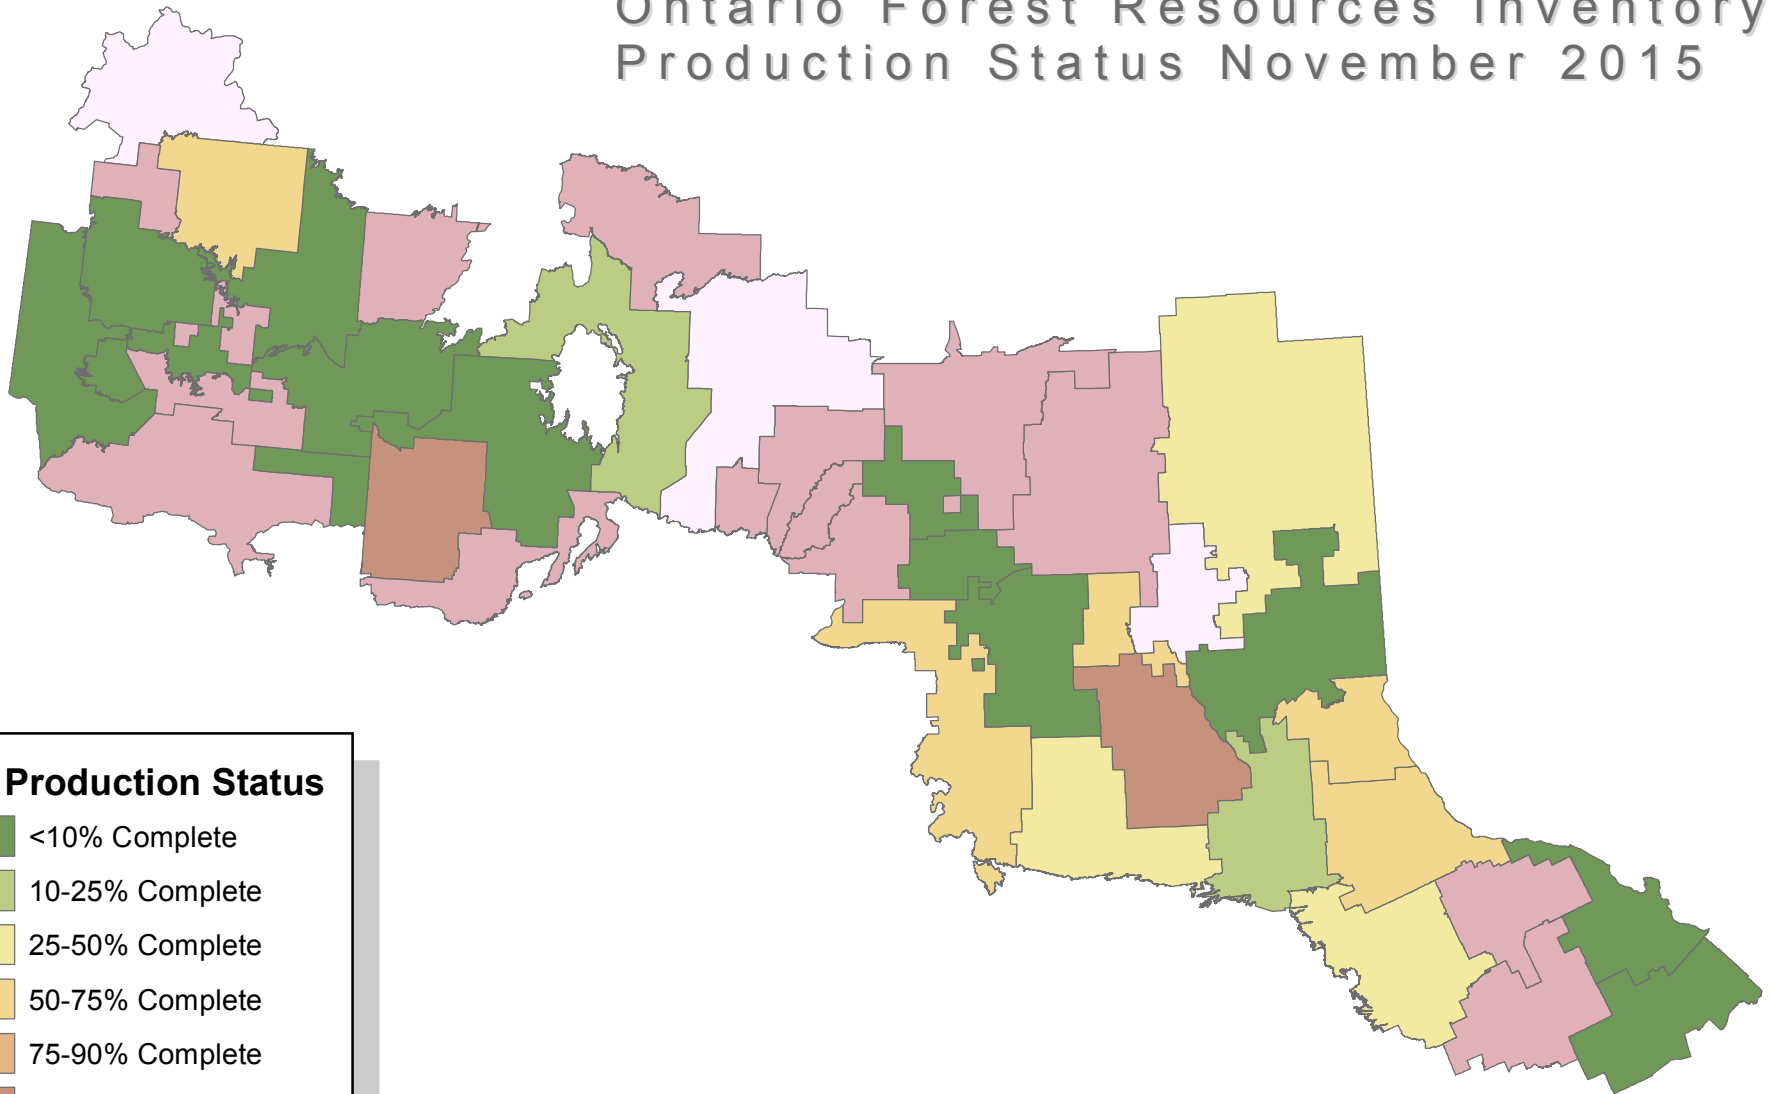 Ontario Forest Resources Inventory
Production Status November 2015
Production Status
<10% Complete
10-25% Complete
25-50% Complete
50-75% Complete
75-90% Complete